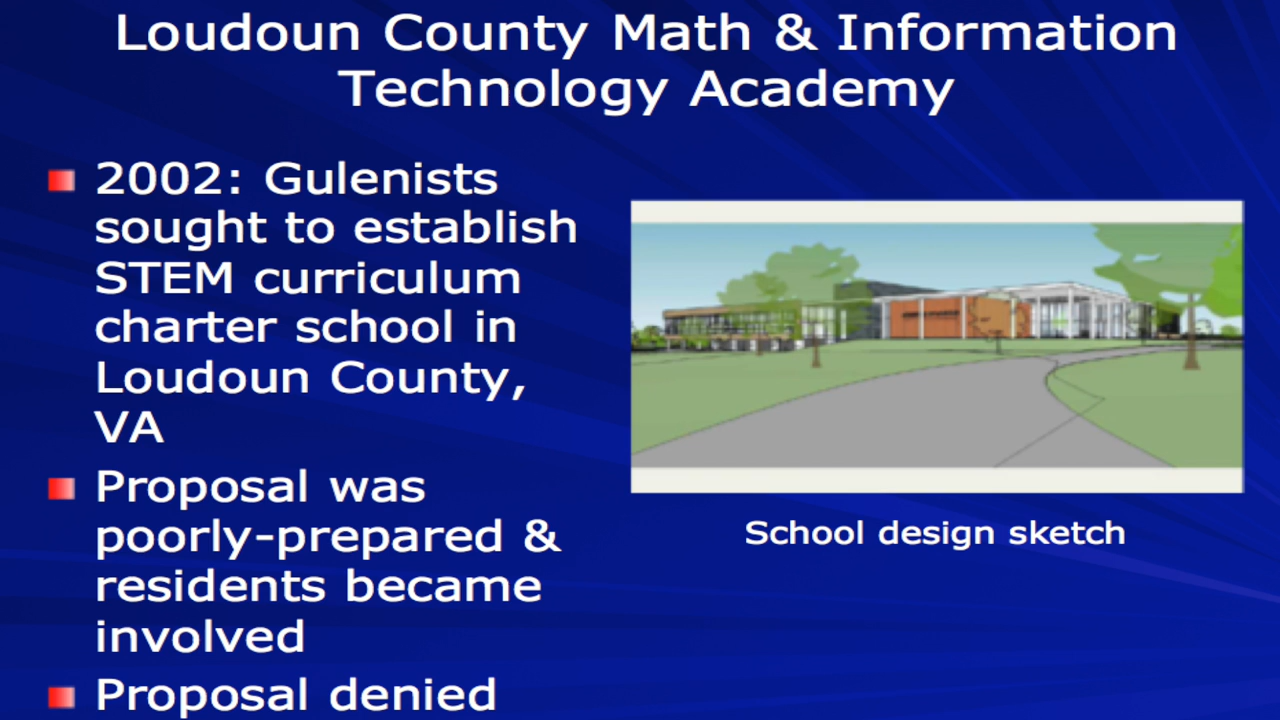 Loudoun County Math & Information
Technology Academy
2002: Gulenists
sought to establish
STEM curriculum
charter school in
Loudoun County,
VA
Proposal was
poorly-prepared &
residents became
involved
Proposal denied
School design sketch